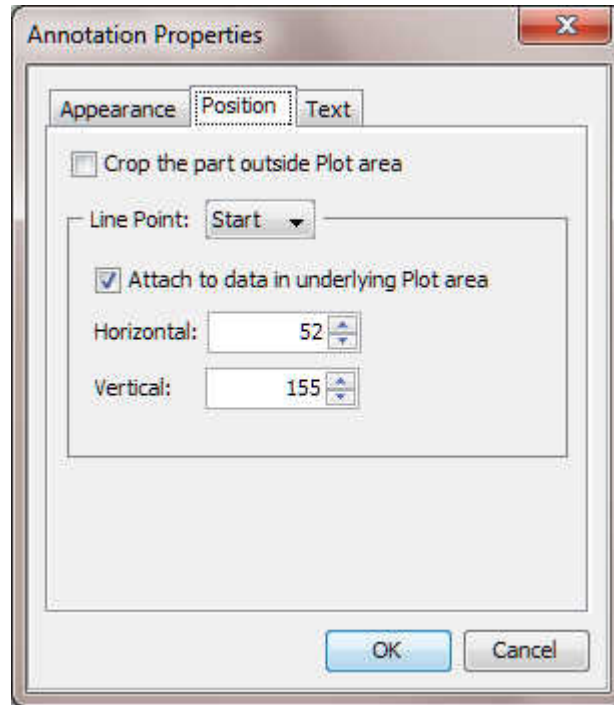 Annotation Properties
Appearance Position Text
Crop the part outside Plot area
Line Point: Start
Attach to data in underlying Plot area
Horizontal: 52
Vertical: 155
OK Cancel